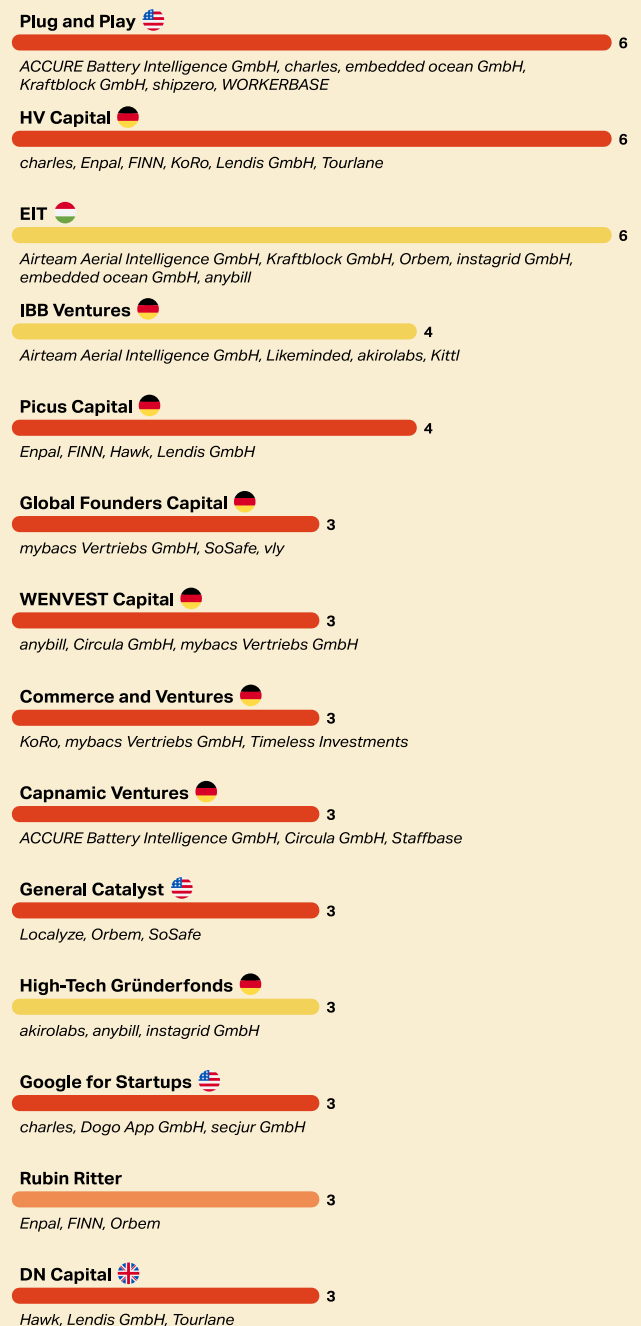 Plug and Play
6
ACCURE Battery Intelligence GmbH, charles, embedded ocean GmbH,
Kraftblock GmbH, shipzero, WORKERBASE
HV Capital
6
charles, Enpal, FINN, KoRo, Lendis GmbH, Tourlane
EIT
6
Airteam Aerial Intelligence GmbH, Kraftblock GmbH, Orbem, instagrid GmbH,
embedded ocean GmbH, anybill
IBB Ventures
4
Airteam Aerial Intelligence GmbH, Likeminded, akirolabs, Kittl
Picus Capital
4
Enpal, FINN, Hawk, Lendis GmbH
Global Founders Capital
3
mybacs Vertriebs GmbH, SoSafe, vly
WENVEST Capital
3
anybill, Circula GmbH, mybacs Vertriebs GmbH
Commerce and Ventures
3
KoRo, mybacs Vertriebs GmbH, Timeless Investments
Capnamic Ventures
3
ACCURE Battery Intelligence GmbH, Circula GmbH, Staffbase
General Catalyst
3
Localyze, Orbem, SoSafe
High-Tech Gründerfonds
3
akirolabs, anybill, instagrid GmbH
Google for Startups
3
charles, Dogo App GmbH, secjur GmbH
Rubin Ritter
3
Enpal, FINN, Orbem
DN Capital
3
Hawk, Lendis GmbH, Tourlane